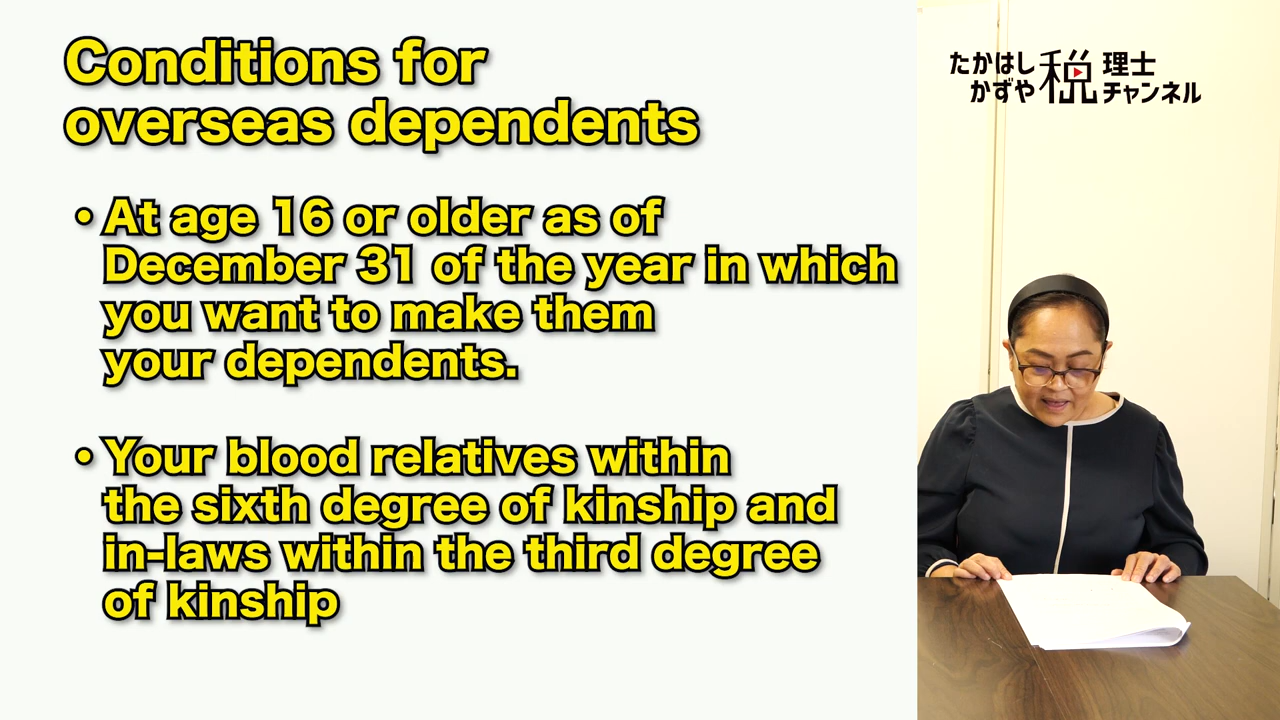 Conditions for
overseas dependents
・At age 16 or older as of
December 31 of the year in which
you want to make them
your dependents.
・Your blood relatives within
the sixth degree of kinship and
in-laws within the third degree
of kinship
たかはし
かずや
税理士
チャンネル